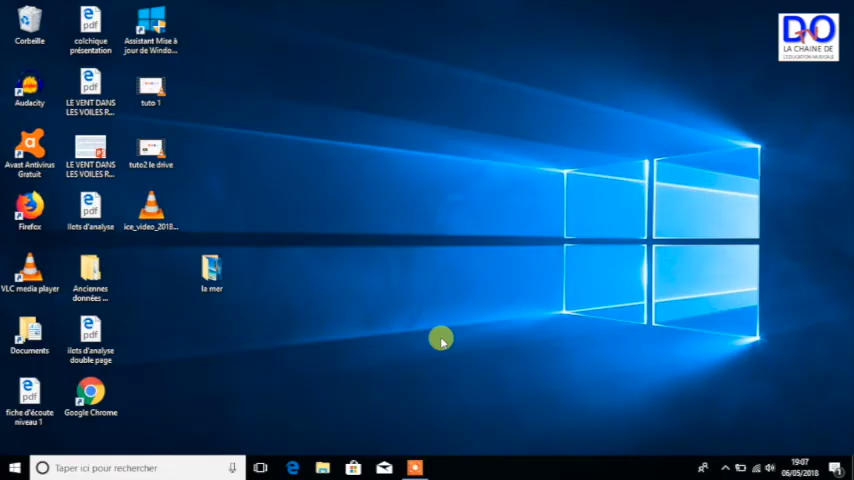 Corbeille
Audacity
Avast Antivirus
Gratuit
Firefox
VLC media player
Documents
fiche d'écoute
niveau 1
colchique
présentation
LE VENT DANS
LES VOILES R...
LE VENT DANS
LES VOILES R...
ilots d'analyse
Anciennes
données ...
ilots d'analyse
double page
Google Chrome
Assistant Mise à
jour de Windo...
tuto 1
tuto2 le drive
ice_video_2018...
la mer
DO
LA CHAINE DE
L'EDUCATION MUSICALE
Taper ici pour rechercher
19:07
06/05/2018
1